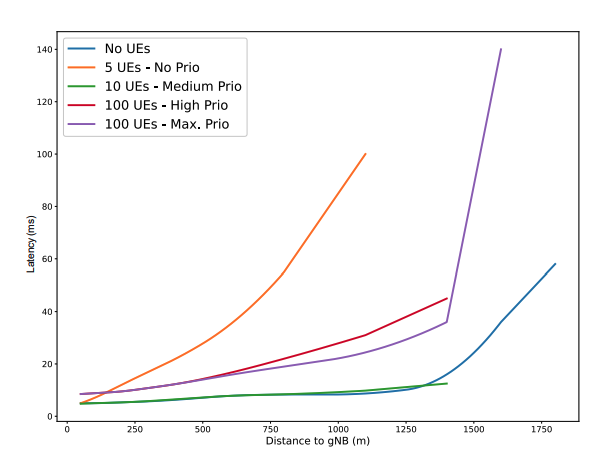 No UEs
5 UEs - No Prio
10 UEs - Medium Prio
100 UEs - High Prio
100 UEs - Max. Prio
140
120
100
80
60
40
20
0
Latency (ms)
0 250 500 750 1000 1250 1500 1750
Distance to gNB (m)